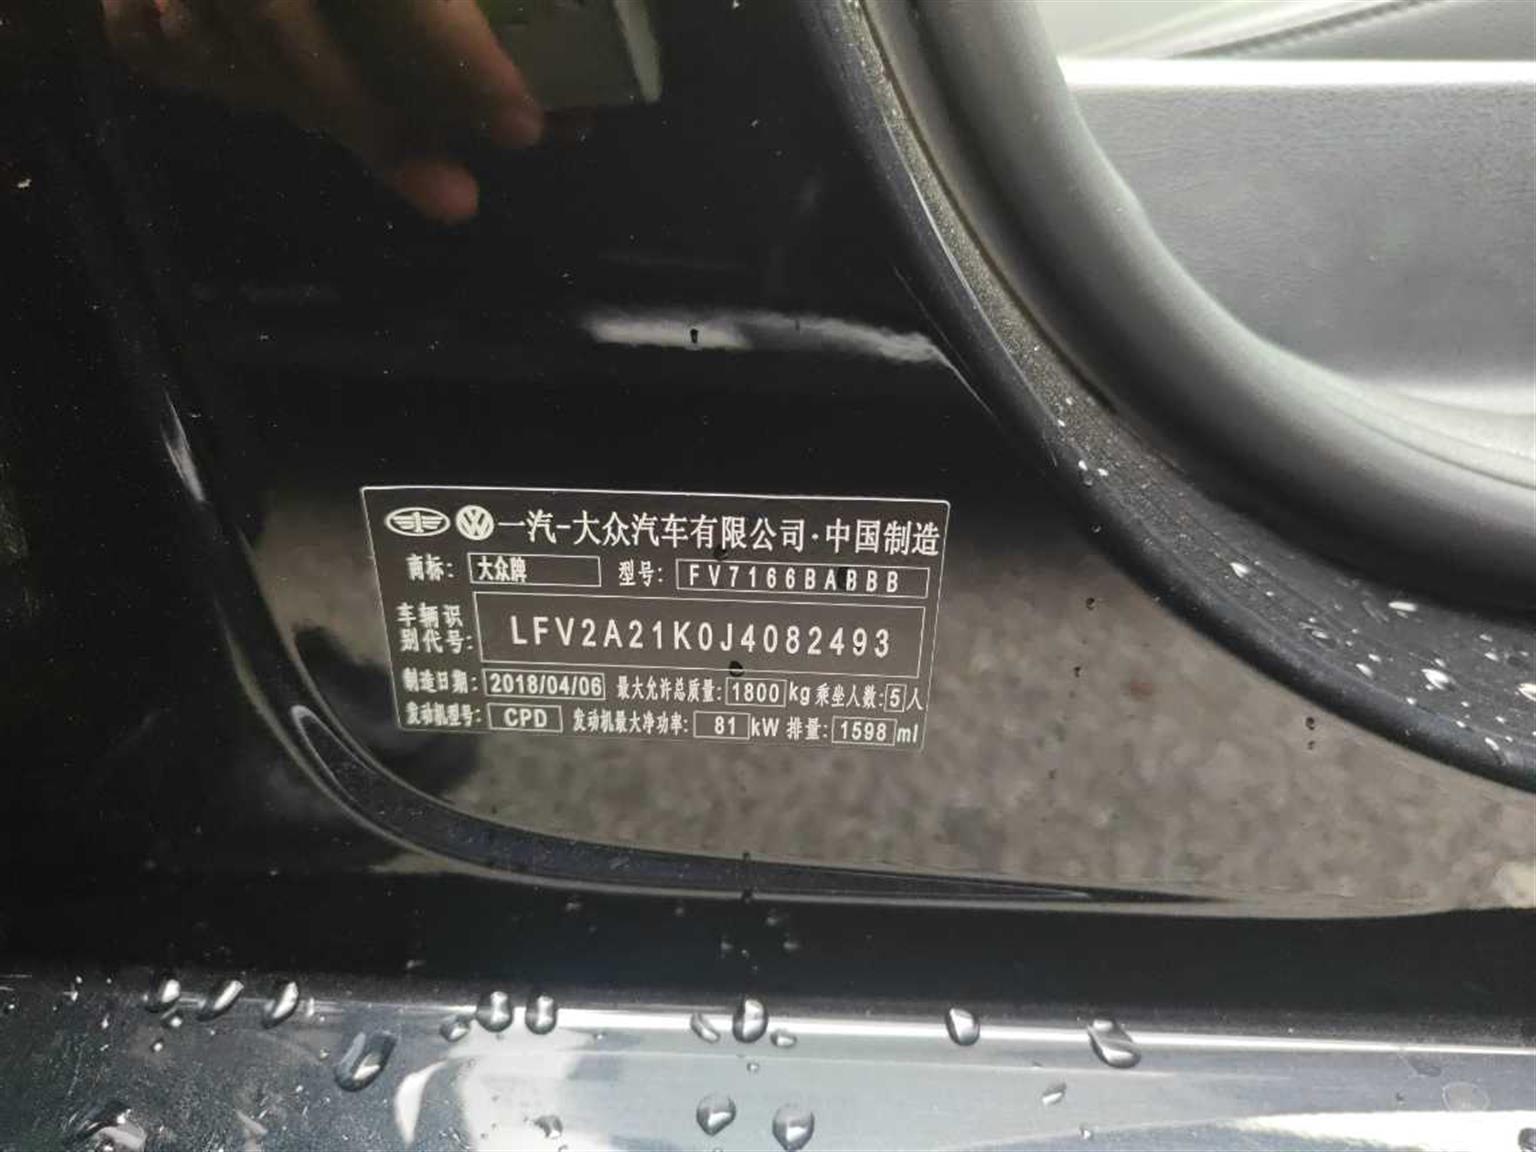 一汽-大众汽车有限公司·中国制造
商标: 大众牌 型号: FV7166BABBB
车辆识别代号: LFV2A21K0J4082493
制造日期: 2018/04/06 最大允许总质量: 1800 kg 乘坐人数: 5 人
发动机型号: CPD 发动机最大净功率: 81 kW 排量: 1598 ml